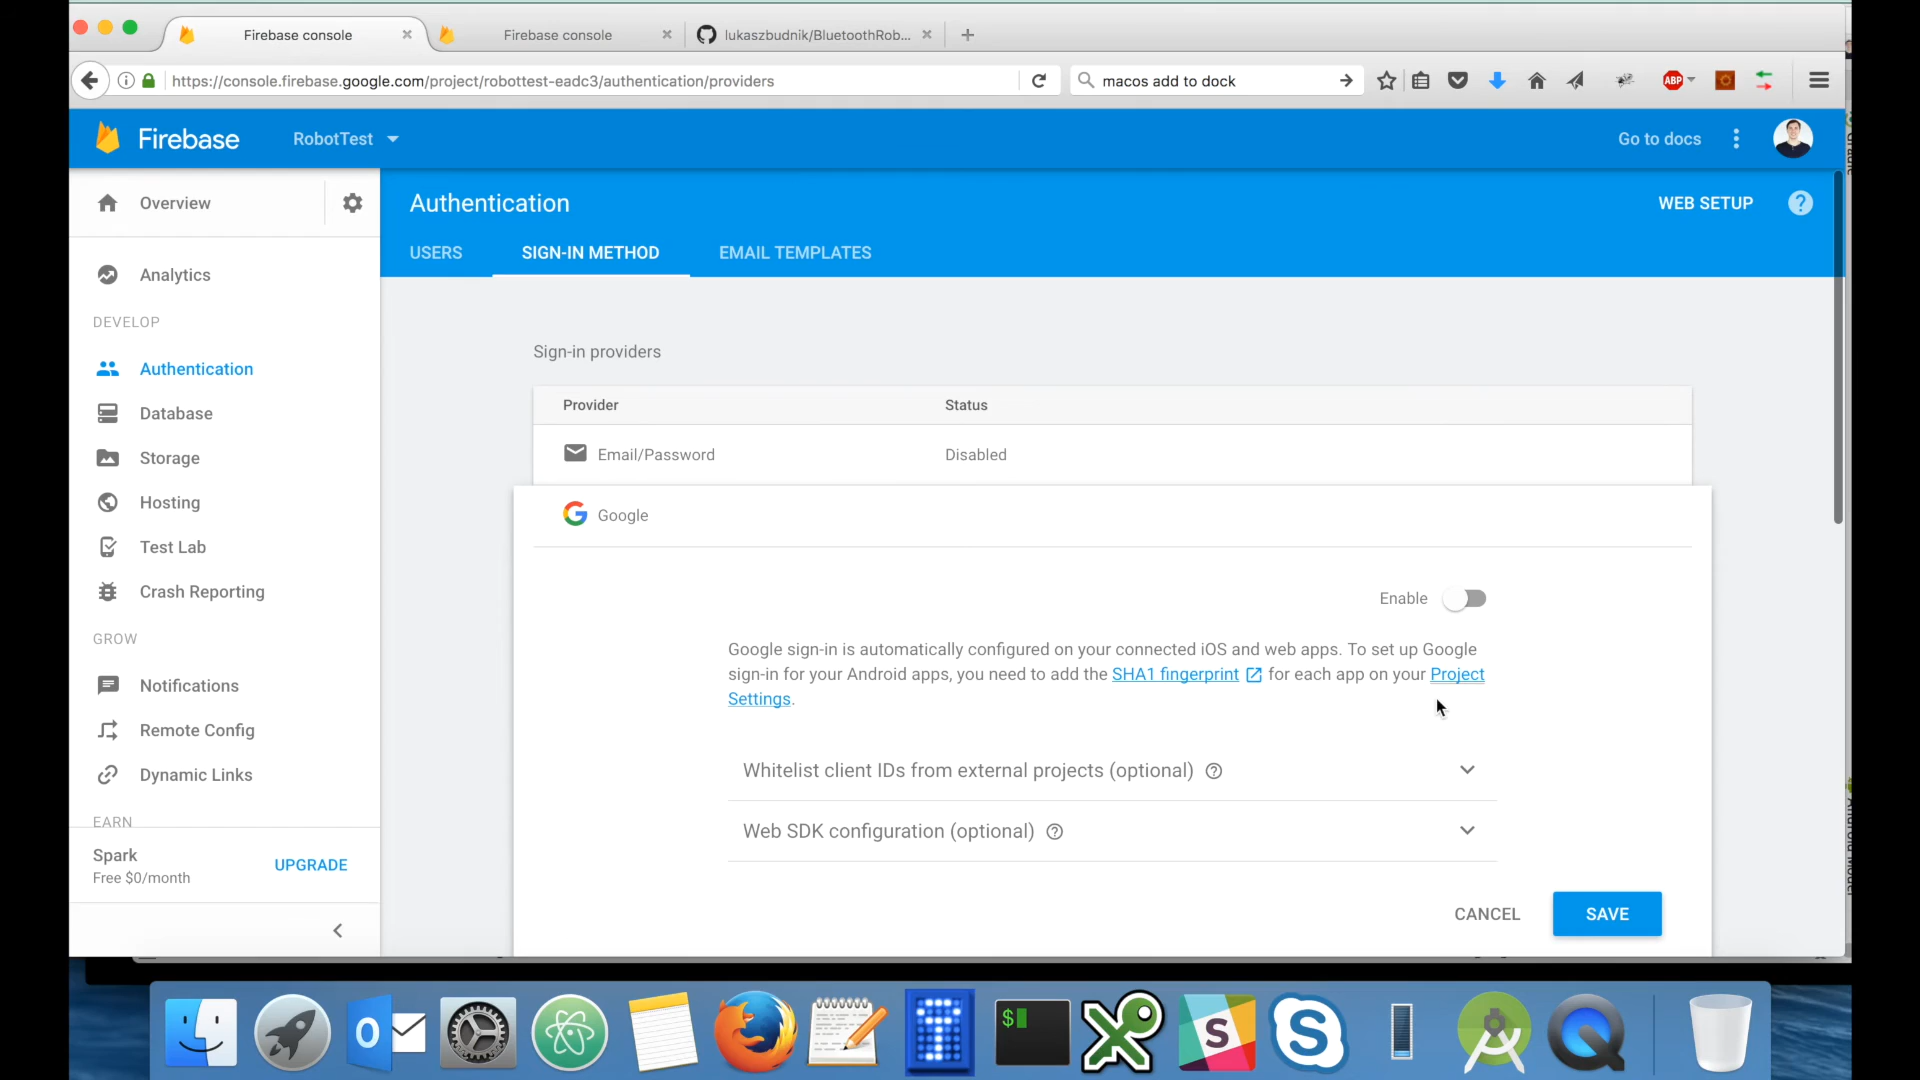 Firebase console
Firebase console
lukaszbudnik/BluetoothRob...
https://console.firebase.google.com/project/robottest-eadc3/authentication/providers
macos add to dock
ABP
Firebase
RobotTest
Go to docs
Overview
Authentication
WEB SETUP
?
USERS
SIGN-IN METHOD
EMAIL TEMPLATES
Analytics
DEVELOP
Authentication
Database
Storage
Hosting
Test Lab
Crash Reporting
GROW
Notifications
Remote Config
Dynamic Links
EARN
Spark
Free $0/month
UPGRADE
Sign-in providers
Provider
Status
Email/Password
Disabled
Google
Enable
Google sign-in is automatically configured on your connected iOS and web apps. To set up Google
sign-in for your Android apps, you need to add the SHA1 fingerprint for each app on your Project
Settings.
Whitelist client IDs from external projects (optional)
Web SDK configuration (optional)
CANCEL
SAVE